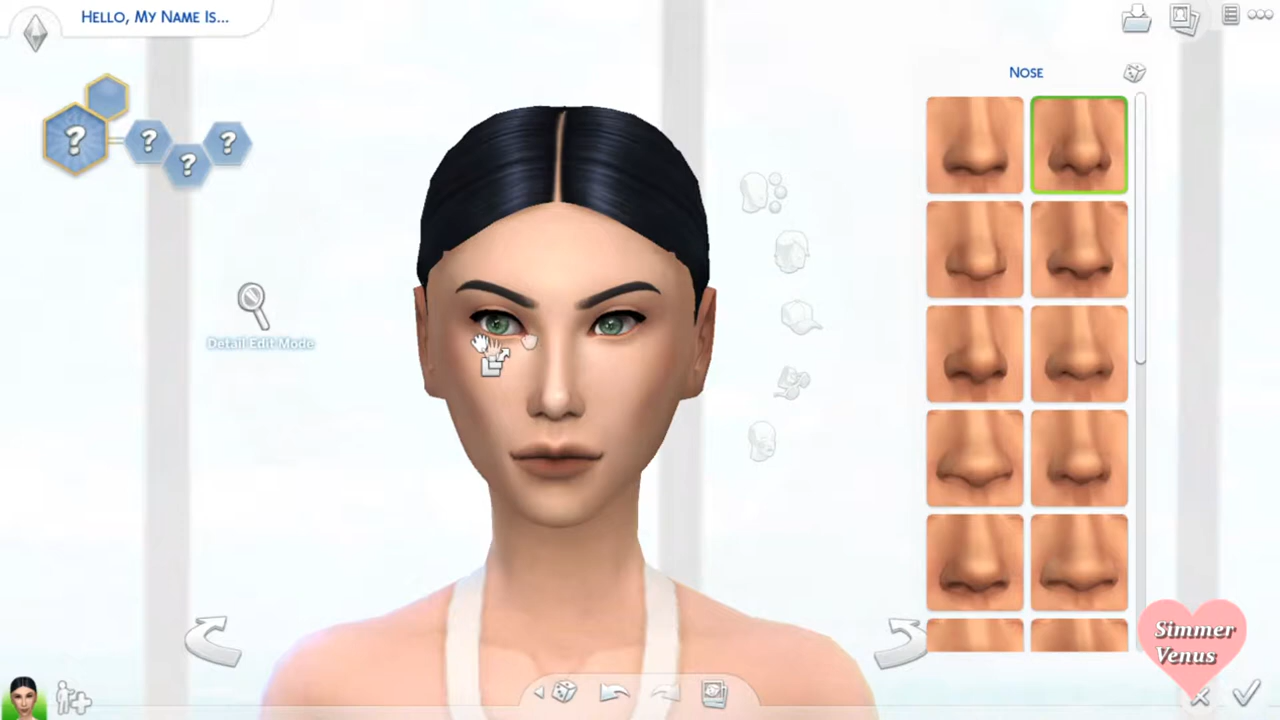 Hello, My Name Is...
Nose
?
?
?
?
Detail Edit Mode
Simmer
Venus